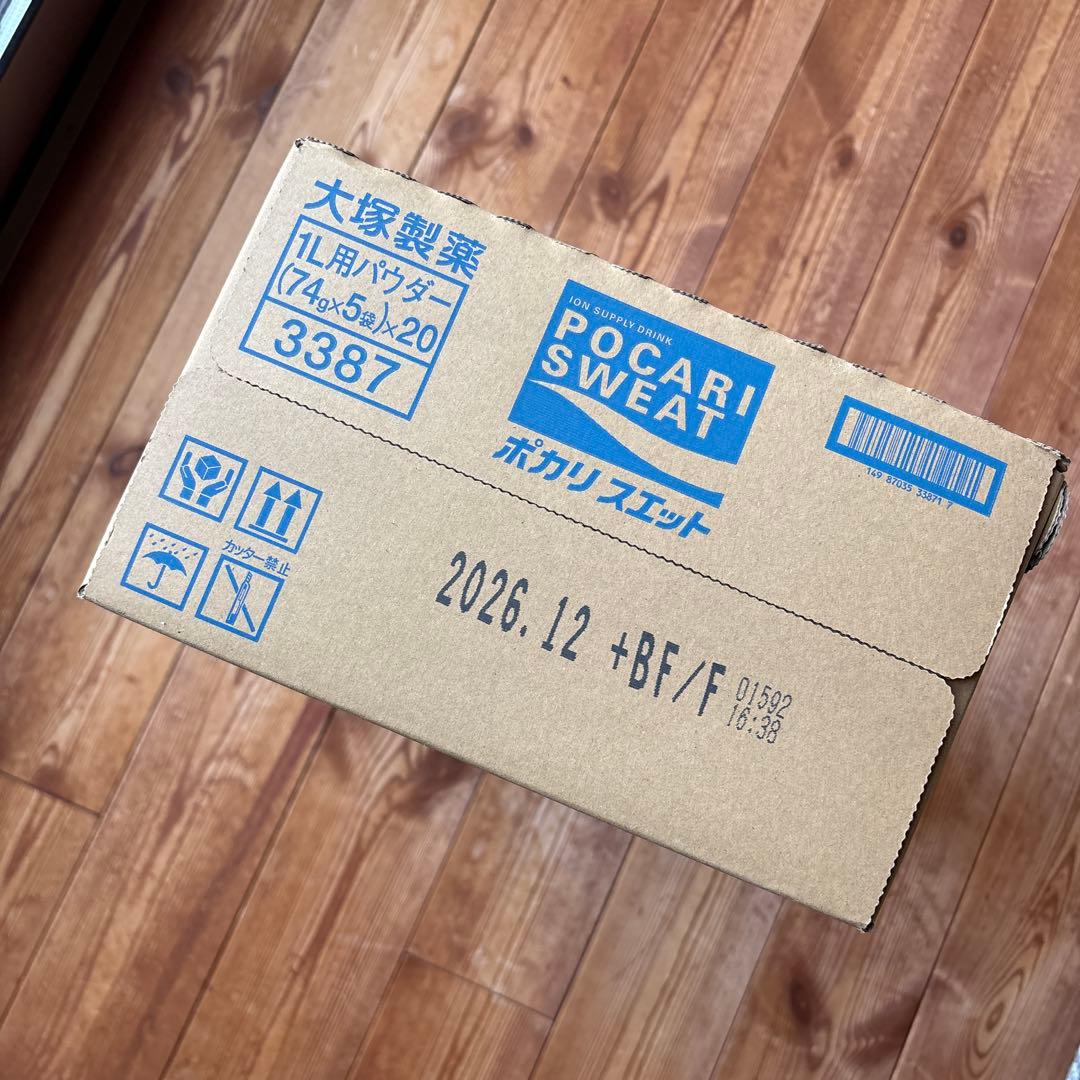 大塚製薬
1L用パウダー
(74g×5袋)×20
3387
ION SUPPLY DRINK
POCARI
SWEAT
ポカリスエット
149 87035 33871 7
カッター禁止
2026.12 +BF/F
01592
16:38